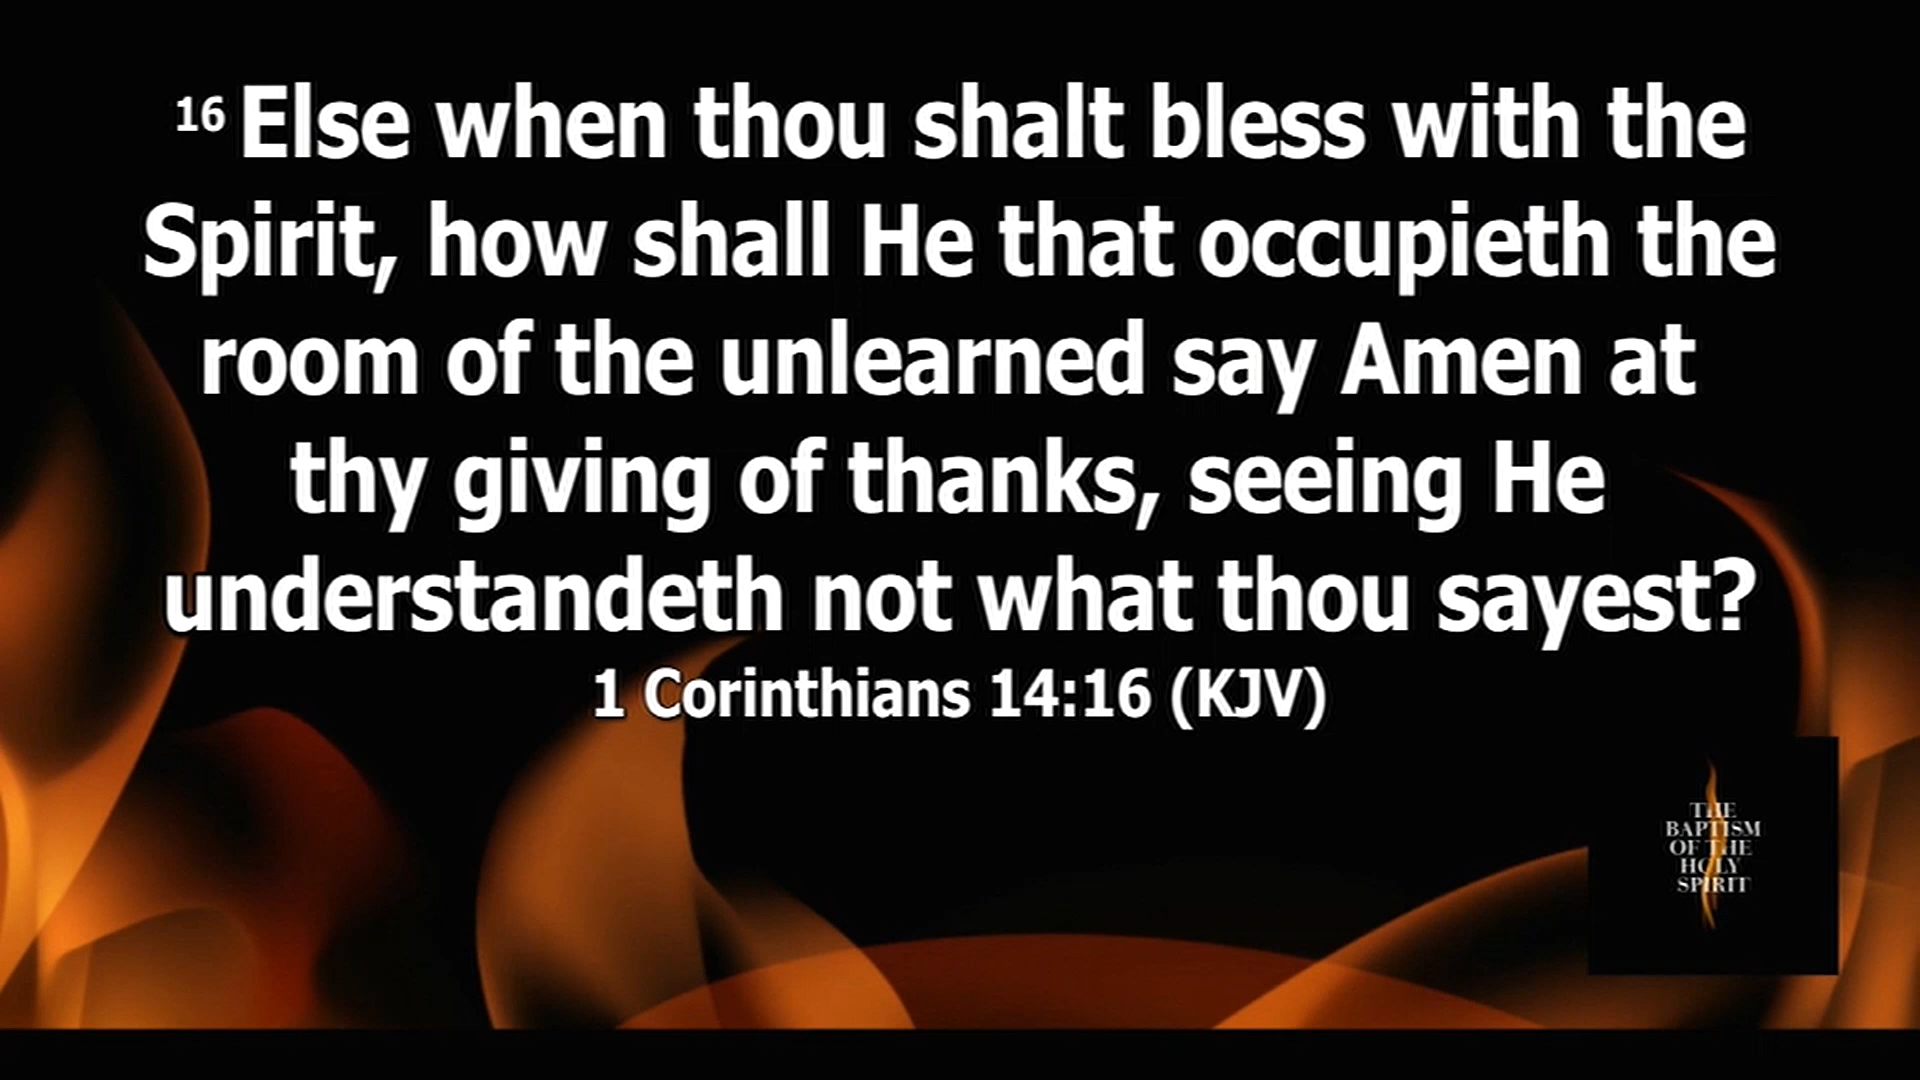 16 Else when thou shalt bless with the
Spirit, how shall He that occupieth the
room of the unlearned say Amen at
thy giving of thanks, seeing He
understandeth not what thou sayest?
1 Corinthians 14:16 (KJV)
THE
BAPTISM
OF THE
HOLY
SPIRIT